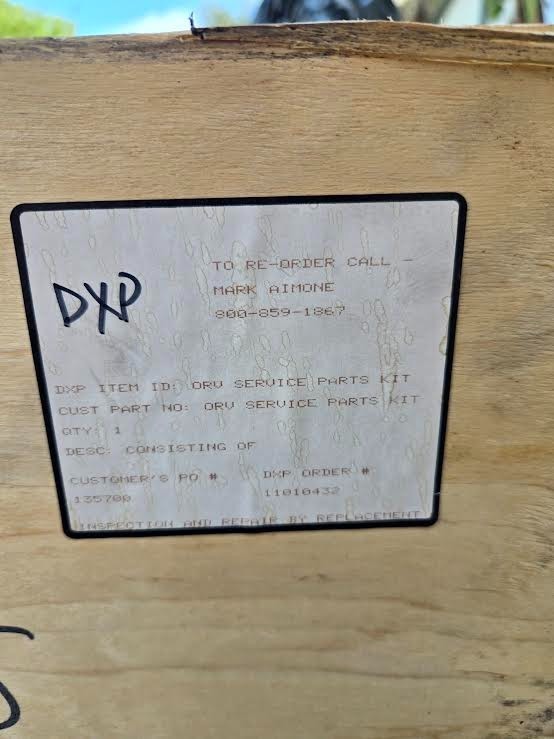 TO RE-ORDER CALL -
DXP
MARK AIMONE
800-859-1867
DXP ITEM ID: ORV SERVICE PARTS KIT
CUST PART NO: ORV SERVICE PARTS KIT
QTY: 1
DESC: CONSISTING OF
CUSTOMER'S PO # DXP ORDER #
135700 11010432
INSPECTION AND REPAIR BY REPLACEMENT